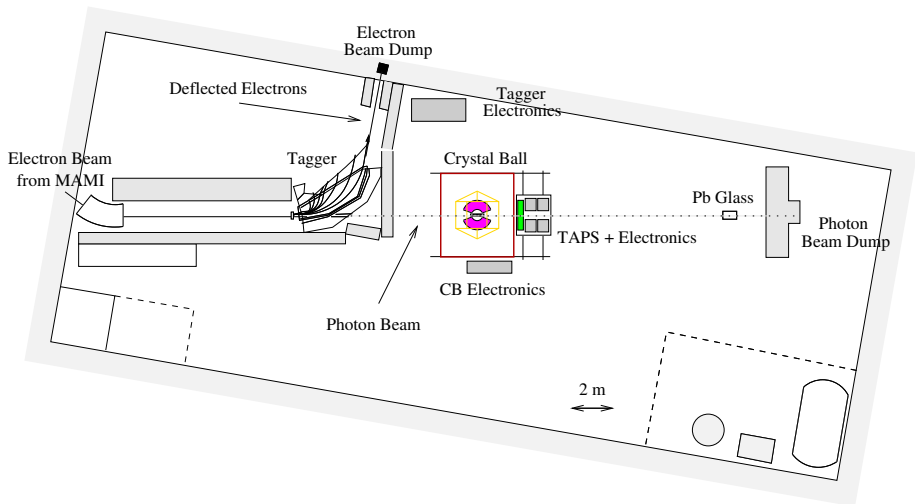 Electron
Beam Dump
Deflected Electrons
Tagger
Electronics
Electron Beam
from MAMI
Tagger
Crystal Ball
Pb Glass
TAPS + Electronics
Photon
Beam Dump
CB Electronics
Photon Beam
2 m